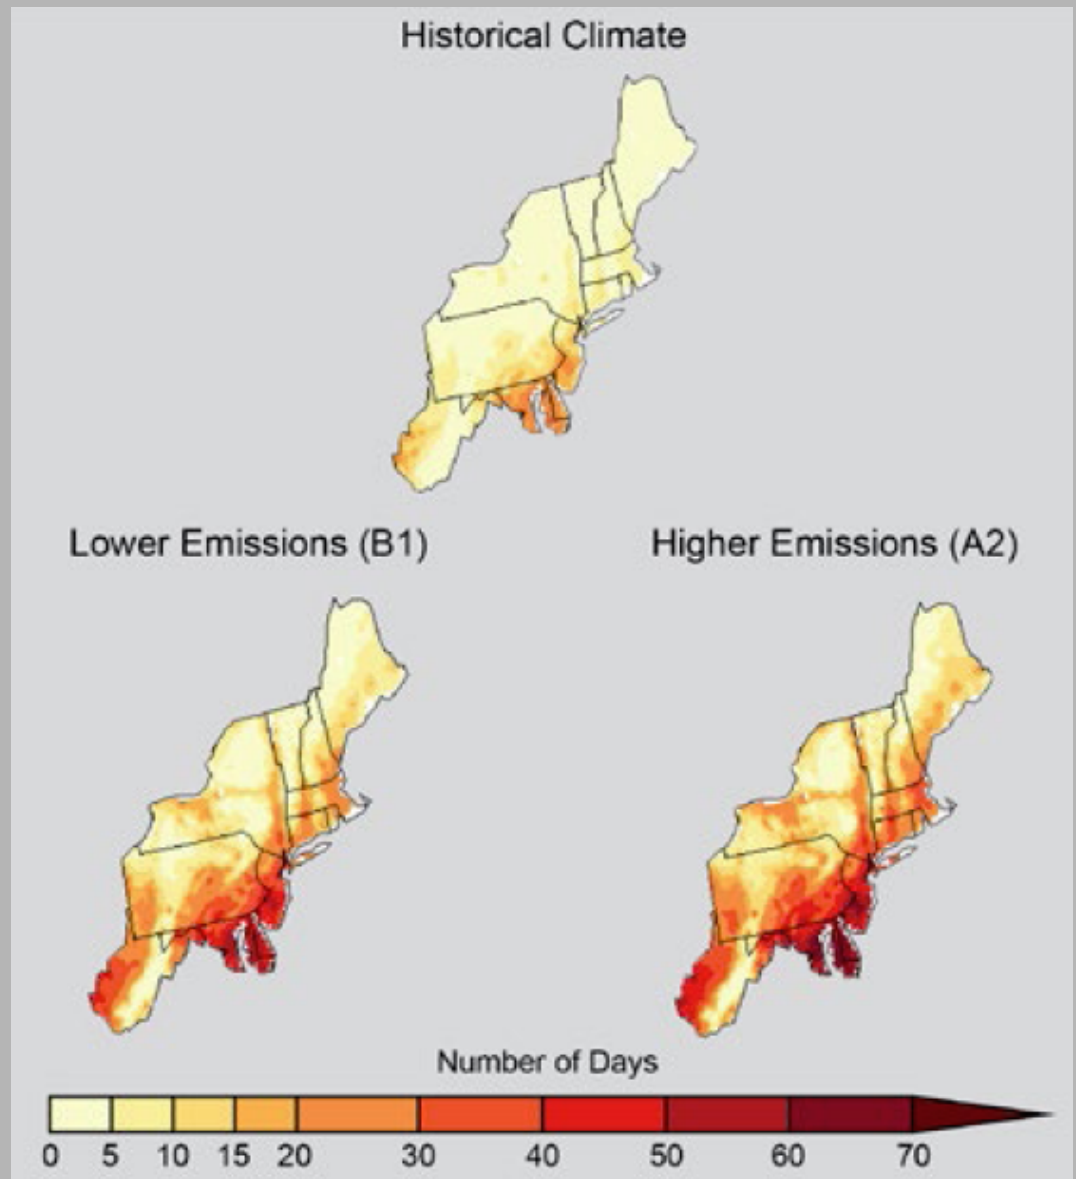 Historical Climate
Lower Emissions (B1)
Higher Emissions (A2)
Number of Days
0 5 10 15 20 30 40 50 60 70